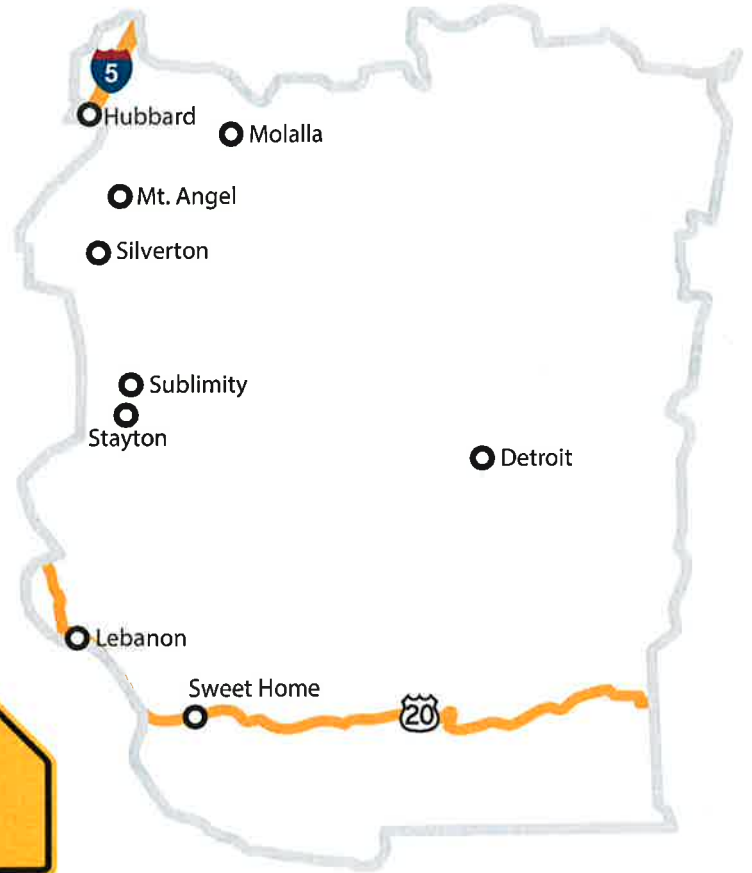 5
Hubbard
Molalla
Mt. Angel
Silverton
Sublimity
Stayton
Detroit
Lebanon
Sweet Home
20